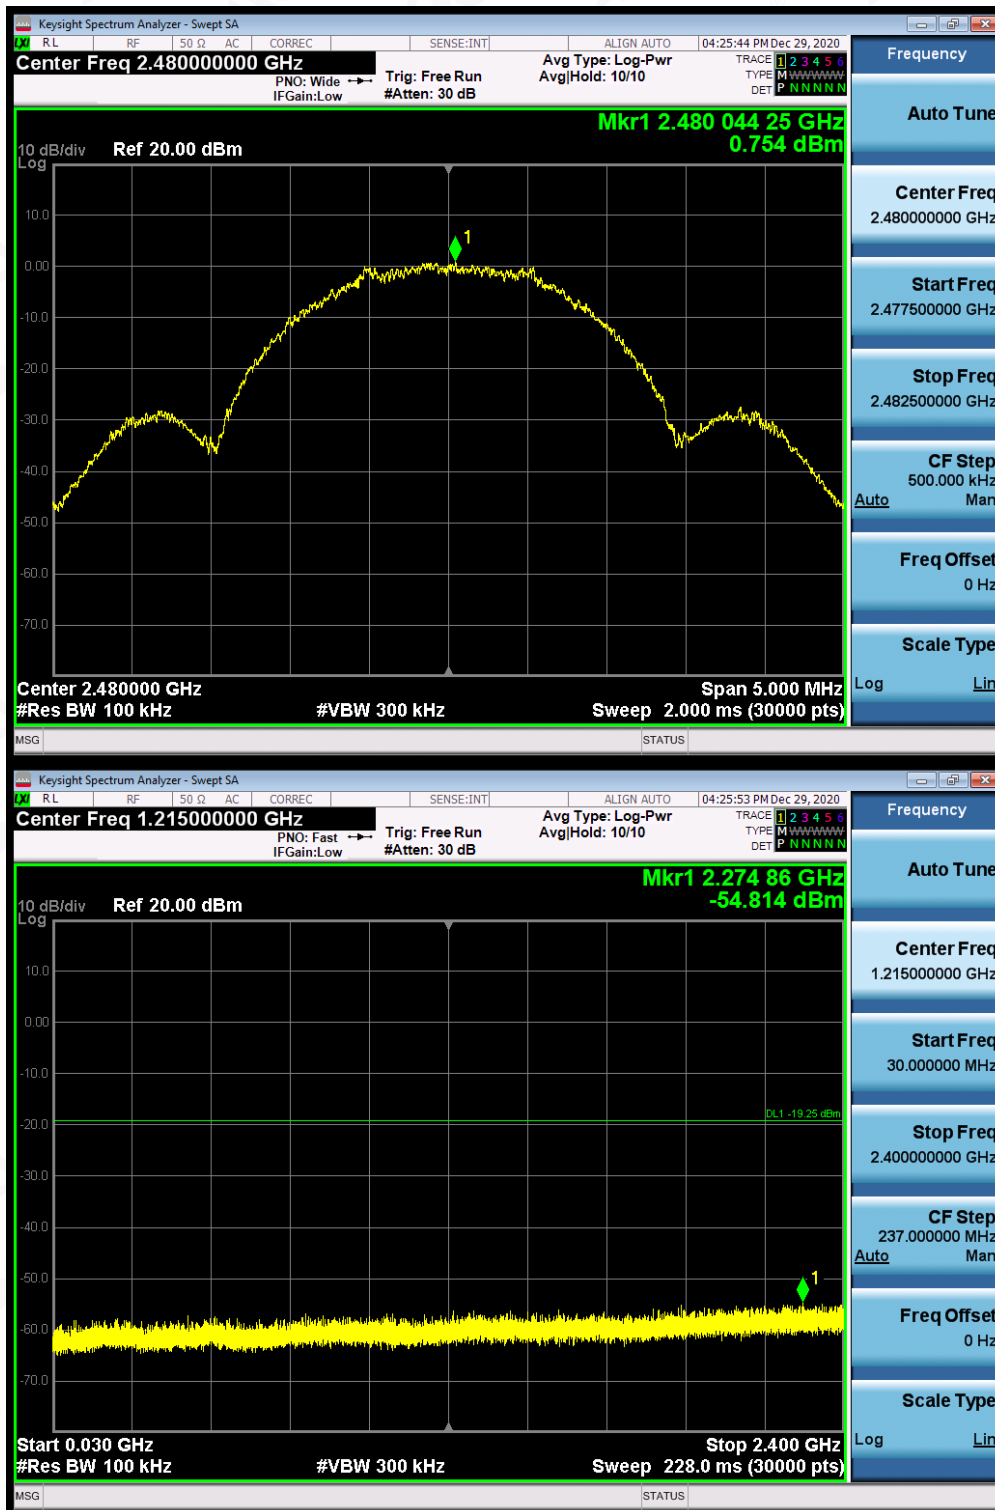 Keysight Spectrum Analyzer - Swept SA
LXI RL RF 50 Ω AC CORREC SENSE:INT ALIGN AUTO 04:25:44 PM Dec 29, 2020
Center Freq 2.480000000 GHz
PNO: Wide
IFGain:Low
Trig: Free Run
#Atten: 30 dB
Avg Type: Log-Pwr
Avg|Hold: 10/10
TRACE 1 2 3 4 5 6
TYPE M WWWWW
DET P N N N N N
Mkr1 2.480 044 25 GHz
0.754 dBm
10 dB/div Ref 20.00 dBm
Log
10.0
1
0.00
-10.0
-20.0
-30.0
-40.0
-50.0
-60.0
-70.0
Center 2.480000 GHz Span 5.000 MHz
#Res BW 100 kHz #VBW 300 kHz Sweep 2.000 ms (30000 pts)
MSG STATUS
Frequency
Auto Tune
Center Freq
2.480000000 GHz
Start Freq
2.477500000 GHz
Stop Freq
2.482500000 GHz
CF Step
500.000 kHz
Auto Man
Freq Offset
0 Hz
Scale Type
Log Lin
Keysight Spectrum Analyzer - Swept SA
LXI RL RF 50 Ω AC CORREC SENSE:INT ALIGN AUTO 04:25:53 PM Dec 29, 2020
Center Freq 1.215000000 GHz
PNO: Fast
IFGain:Low
Trig: Free Run
#Atten: 30 dB
Avg Type: Log-Pwr
Avg|Hold: 10/10
TRACE 1 2 3 4 5 6
TYPE M WWWWW
DET P N N N N N
Mkr1 2.274 86 GHz
-54.814 dBm
10 dB/div Ref 20.00 dBm
Log
10.0
0.00
-10.0
DL1 -19.25 dBm
-20.0
-30.0
-40.0
-50.0
1
-60.0
-70.0
Start 0.030 GHz Stop 2.400 GHz
#Res BW 100 kHz #VBW 300 kHz Sweep 228.0 ms (30000 pts)
MSG STATUS
Frequency
Auto Tune
Center Freq
1.215000000 GHz
Start Freq
30.000000 MHz
Stop Freq
2.400000000 GHz
CF Step
237.000000 MHz
Auto Man
Freq Offset
0 Hz
Scale Type
Log Lin